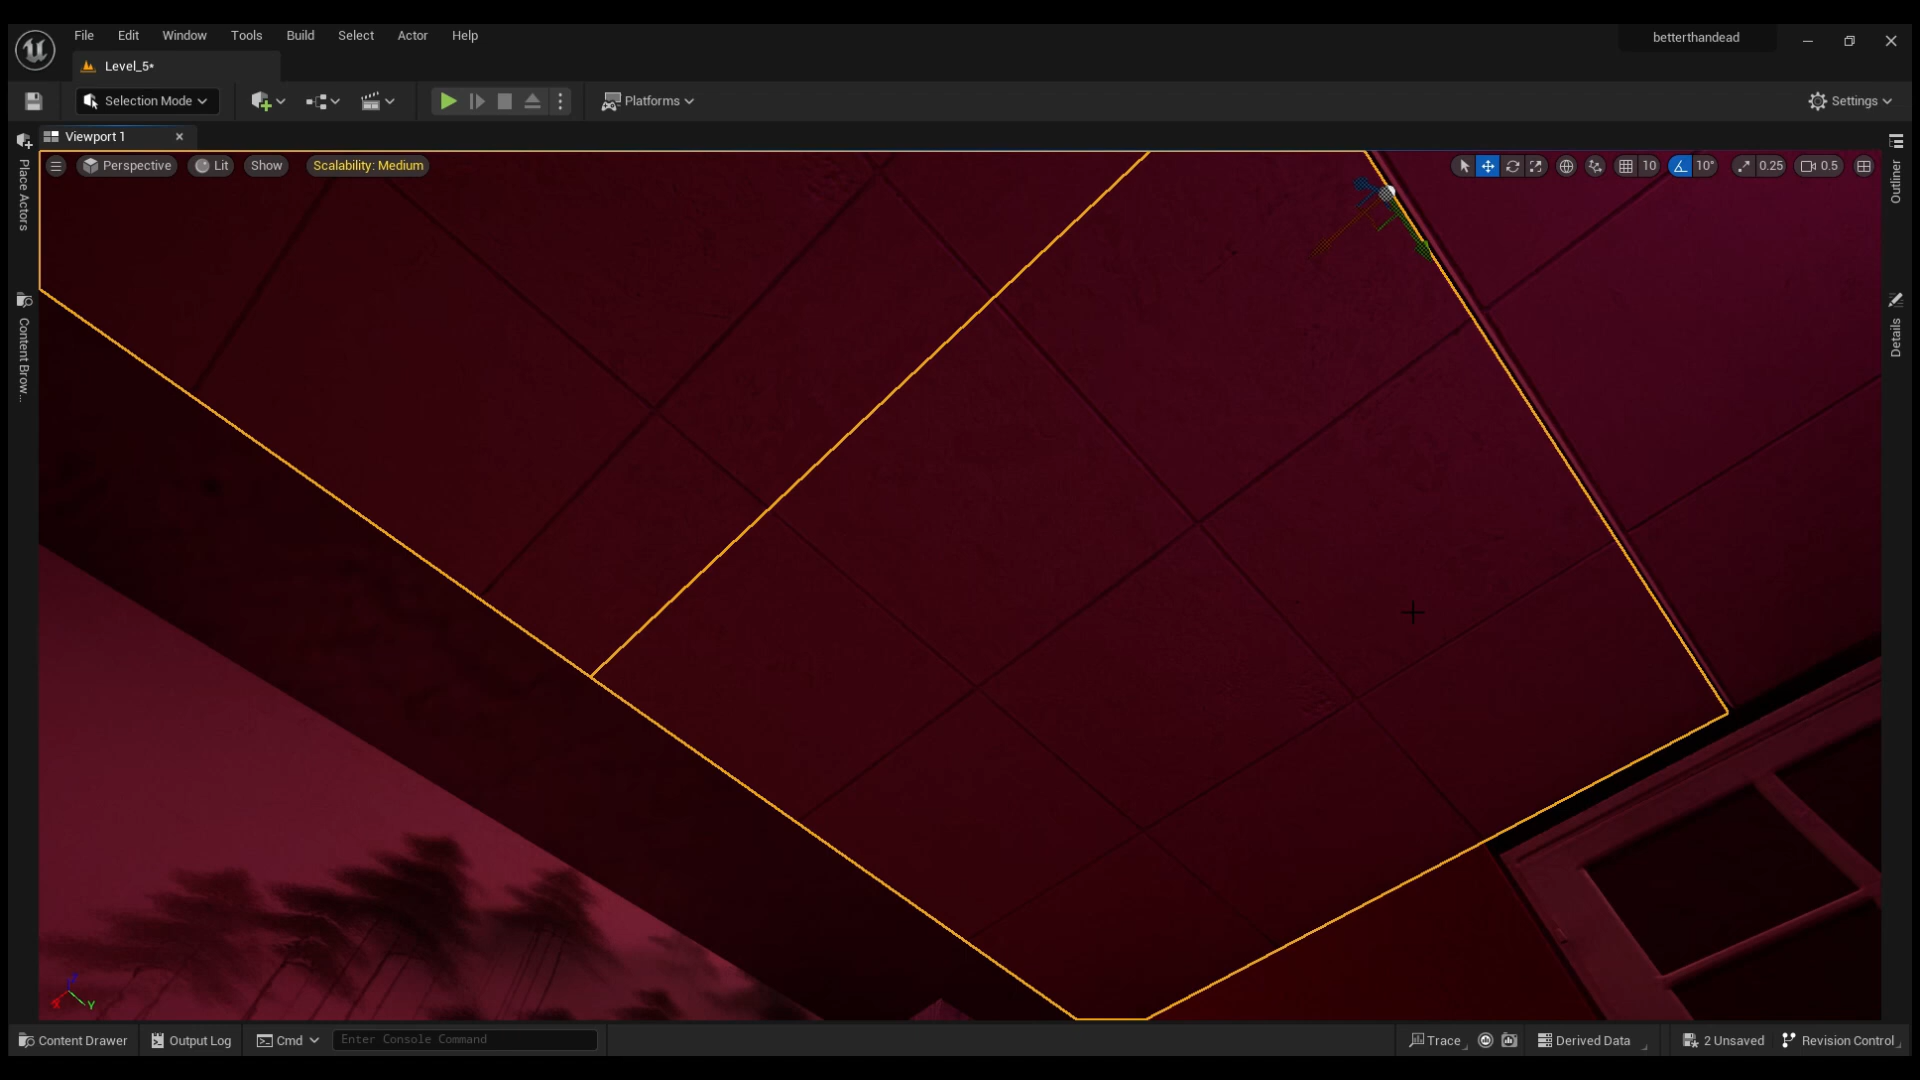 File Edit Window Tools Build Select Actor Help
betterthandead
Level_5*
Selection Mode
Platforms
Settings
Viewport 1
Perspective Lit Show Scalability: Medium
10 10° 0.25 0.5
Place Actors
Content Brow...
Outliner
Details
X Y
Content Drawer Output Log Cmd Enter Console Command
Trace Derived Data 2 Unsaved Revision Control